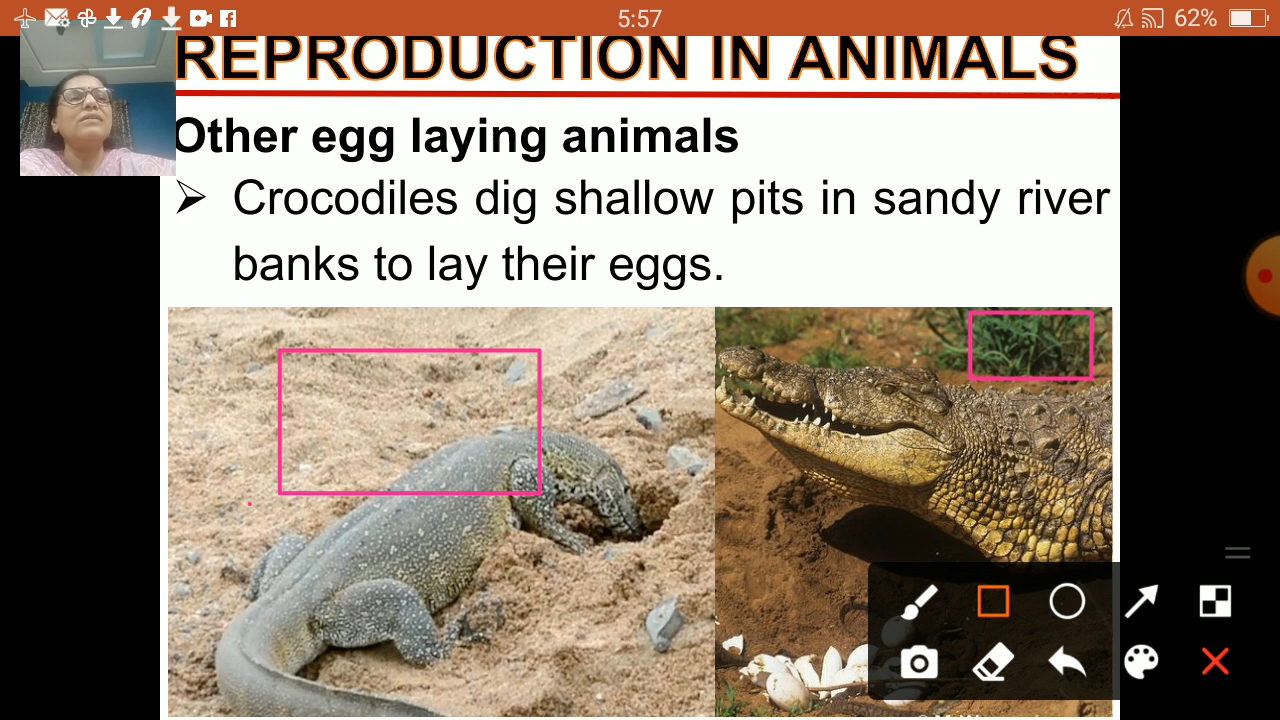 5:57
62%
REPRODUCTION IN ANIMALS
Other egg laying animals
➢ Crocodiles dig shallow pits in sandy river
banks to lay their eggs.